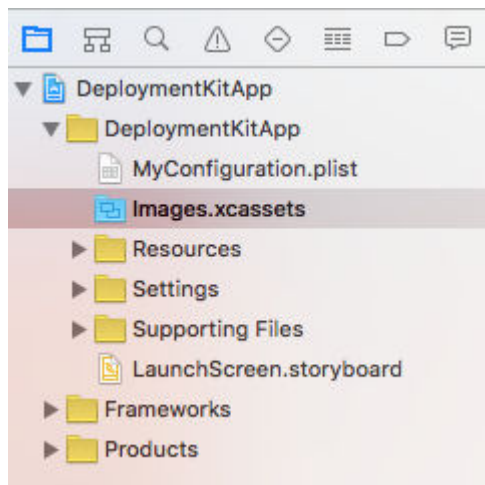 DeploymentKitApp
DeploymentKitApp
MyConfiguration.plist
Images.xcassets
Resources
Settings
Supporting Files
LaunchScreen.storyboard
Frameworks
Products